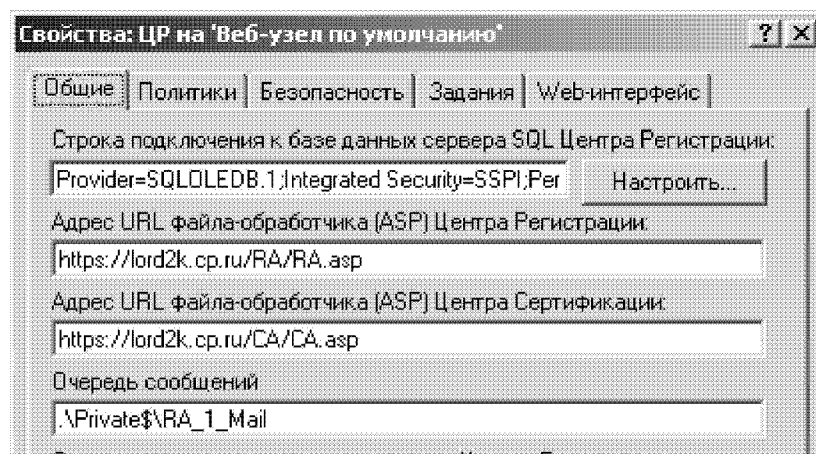 Свойства: ЦР на 'Веб-узел по умолчанию'
Общие Политики Безопасность Задания Web-интерфейс
Строка подключения к базе данных сервера SQL Центра Регистрации:
Provider=SQLOLEDB.1;Integrated Security=SSPI;Per Настроить...
Адрес URL файла-обработчика (ASP) Центра Регистрации:
https://lord2k.cp.ru/RA/RA.asp
Адрес URL файла-обработчика (ASP) Центра Сертификации:
https://lord2k.cp.ru/CA/CA.asp
Очередь сообщений
.\Private$\RA_1_Mail